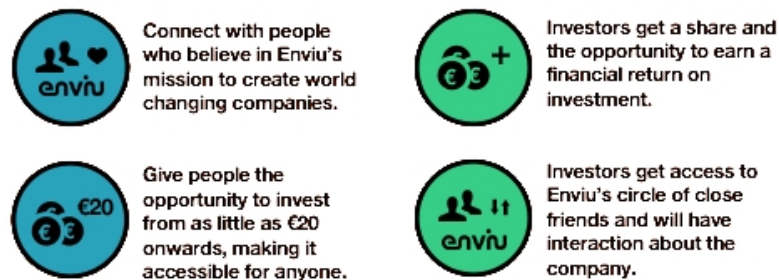 Connect with people
who believe in Enviu's
mission to create world
changing companies.
enviu
Investors get a share and
the opportunity to earn a
financial return on
investment.
€ €
+
Give people the
opportunity to invest
from as little as €20
onwards, making it
accessible for anyone.
€20
€ €
Investors get access to
Enviu's circle of close
friends and will have
interaction about the
company.
enviu